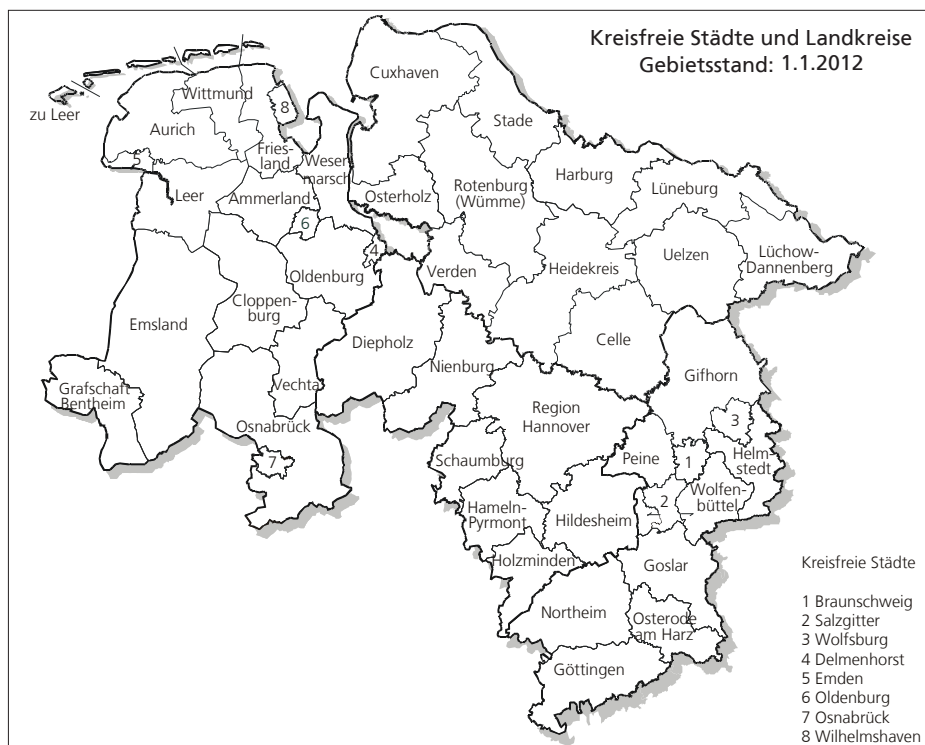 Kreisfreie Städte und Landkreise
Gebietsstand: 1.1.2012
zu Leer
Wittmund
Aurich
8
Cuxhaven
Stade
5
Fries-
land
Weser
marsch
Leer
Ammerland
6
Osterholz
Rotenburg
(Wümme)
Harburg
Lüneburg
4
Oldenburg
Verden
Heidekreis
Uelzen
Lüchow-
Dannenberg
Cloppen-
burg
Emsland
Diepholz
Celle
Nienburg
Gifhorn
Vechta
Grafschaft
Bentheim
Osnabrück
7
Region
Hannover
3
Schaumburg
Peine
1
Helm-
stedt
2
Wolfen-
büttel
Hameln-
Pyrmont
Hildesheim
Holzminden
Goslar
Northeim
Osterode
am Harz
Göttingen
Kreisfreie Städte
1 Braunschweig
2 Salzgitter
3 Wolfsburg
4 Delmenhorst
5 Emden
6 Oldenburg
7 Osnabrück
8 Wilhelmshaven